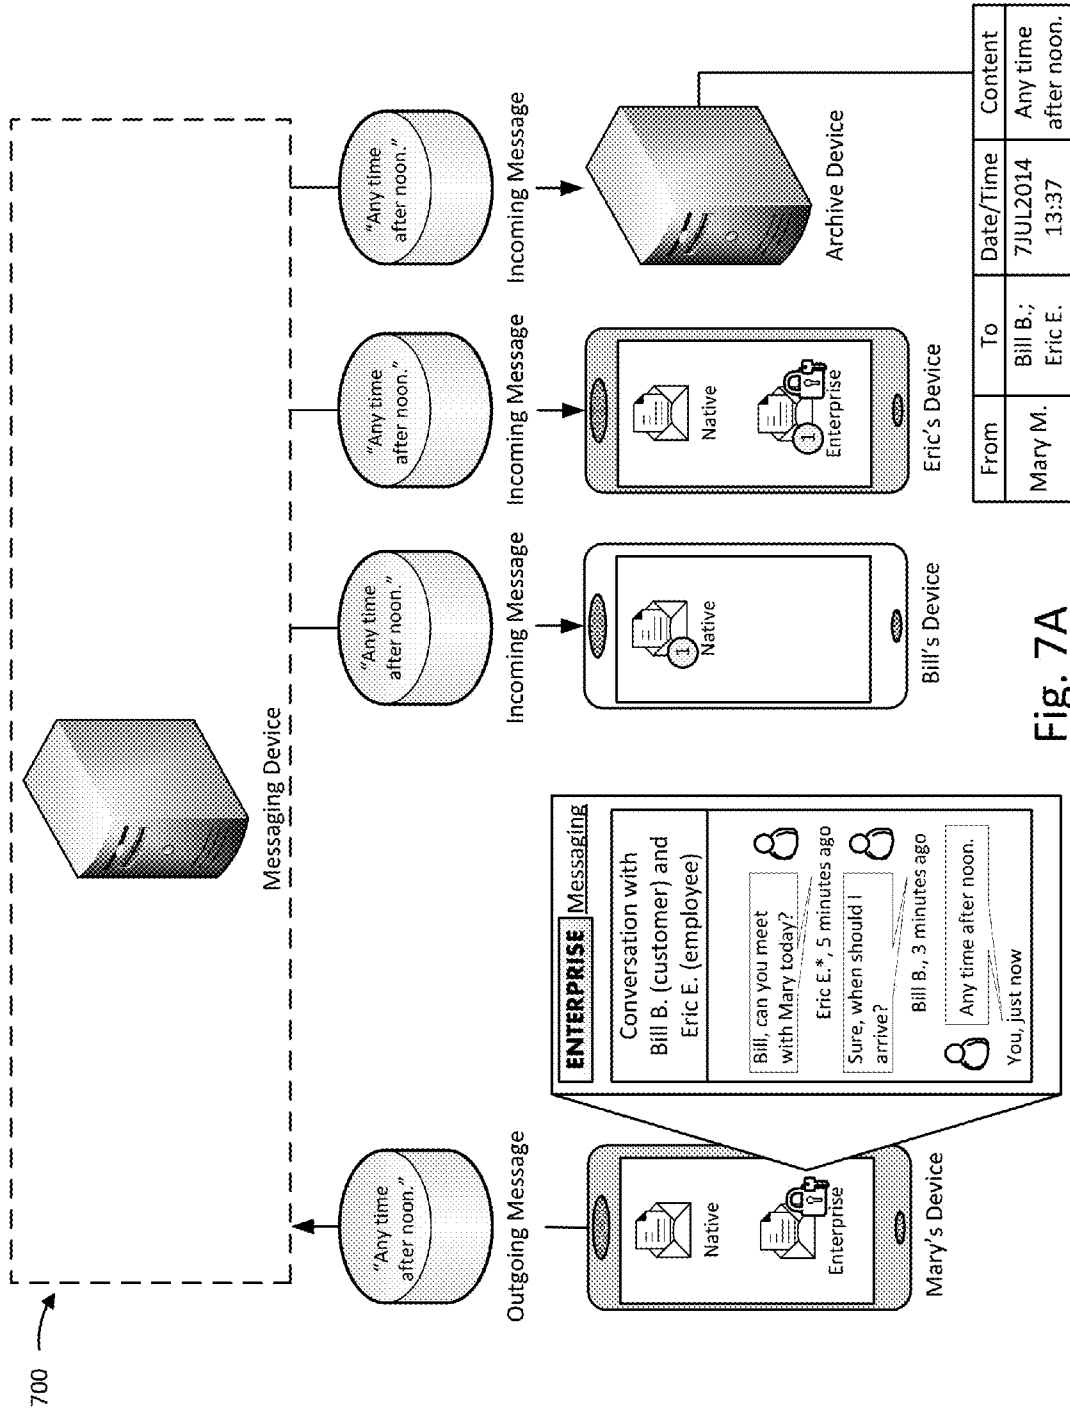 700
Messaging Device
"Any time
after noon."
Outgoing Message
"Any time
after noon."
Incoming Message
"Any time
after noon."
Incoming Message
"Any time
after noon."
Incoming Message
Native
Enterprise
Mary's Device
ENTERPRISE Messaging
Conversation with
Bill B. (customer) and
Eric E. (employee)
Bill, can you meet
with Mary today?
Eric E.*, 5 minutes ago
Sure, when should I
arrive?
Bill B., 3 minutes ago
Any time after noon.
You, just now
1
Native
Bill's Device
Native
1
Enterprise
Eric's Device
Archive Device
From To Date/Time Content
Mary M. Bill B.; 7JUL2014 Any time
Eric E. 13:37 after noon.
Fig. 7A